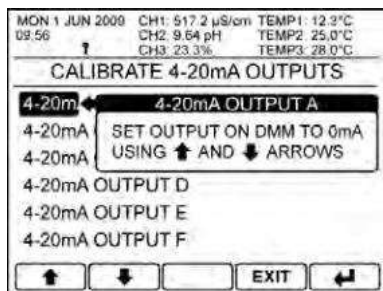 MON 1 JUN 2009 CH1: 517.2 µS/cm TEMP1: 12.3°C
09:56 CH2: 9.64 pH TEMP2: 25.0°C
? CH3: 23.3% TEMP3: 28.0°C
CALIBRATE 4-20mA OUTPUTS
4-20m 4-20mA OUTPUT A
4-20mA SET OUTPUT ON DMM TO 0mA
4-20mA USING ⬆ AND ⬇ ARROWS
4-20mA OUTPUT D
4-20mA OUTPUT E
4-20mA OUTPUT F
EXIT